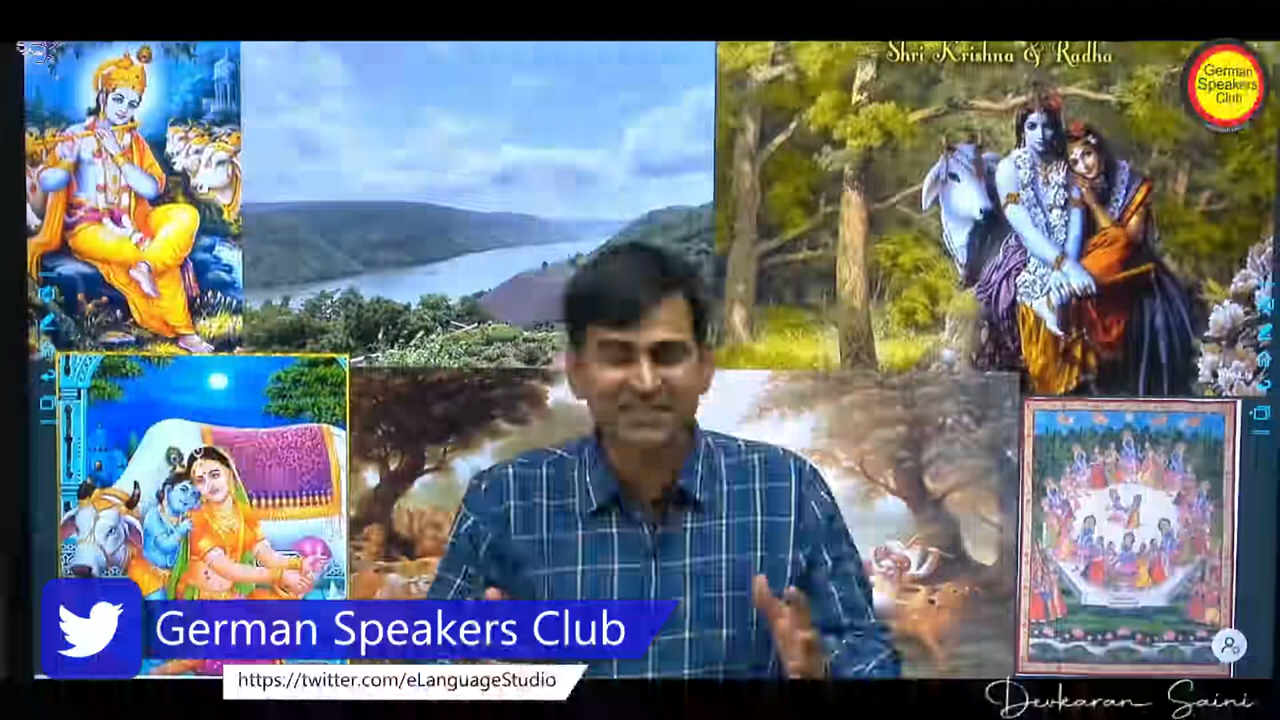 Shri Krishna & Radha
German
Speakers
Club
German Speakers Club
https://twitter.com/eLanguageStudio
Devkaran Saini